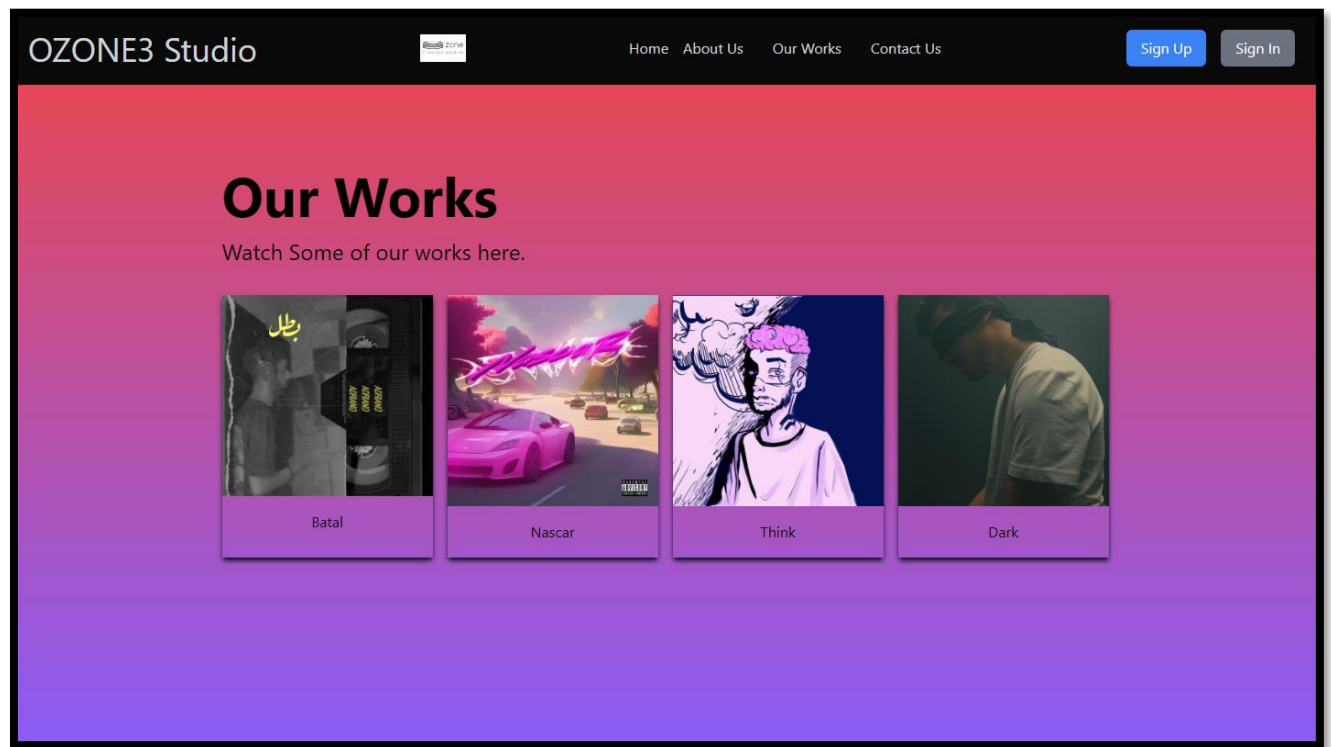 OZONE3 Studio
zone
Home About Us Our Works Contact Us
Sign Up Sign In
Our Works
Watch Some of our works here.
بطل
Batal
Nascar
Think
Dark